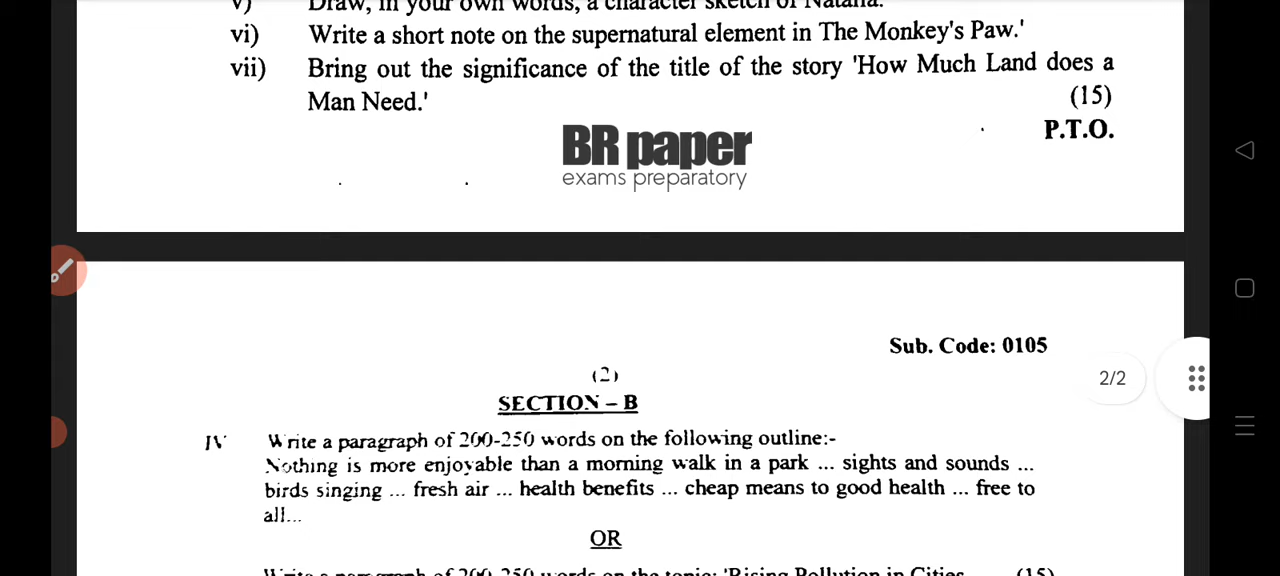 v) Draw, in your own words, a character sketch of Natalia.
vi) Write a short note on the supernatural element in The Monkey's Paw.'
vii) Bring out the significance of the title of the story 'How Much Land does a
Man Need.' (15)
P.T.O.
BR paper
exams preparatory
Sub. Code: 0105
(2)
SECTION – B
IV Write a paragraph of 200-250 words on the following outline:-
Nothing is more enjoyable than a morning walk in a park ... sights and sounds ...
birds singing ... fresh air ... health benefits ... cheap means to good health ... free to
all...
OR
Write a paragraph of 200-250 words on the topic: 'Rising Pollution in Cities (15)
2/2